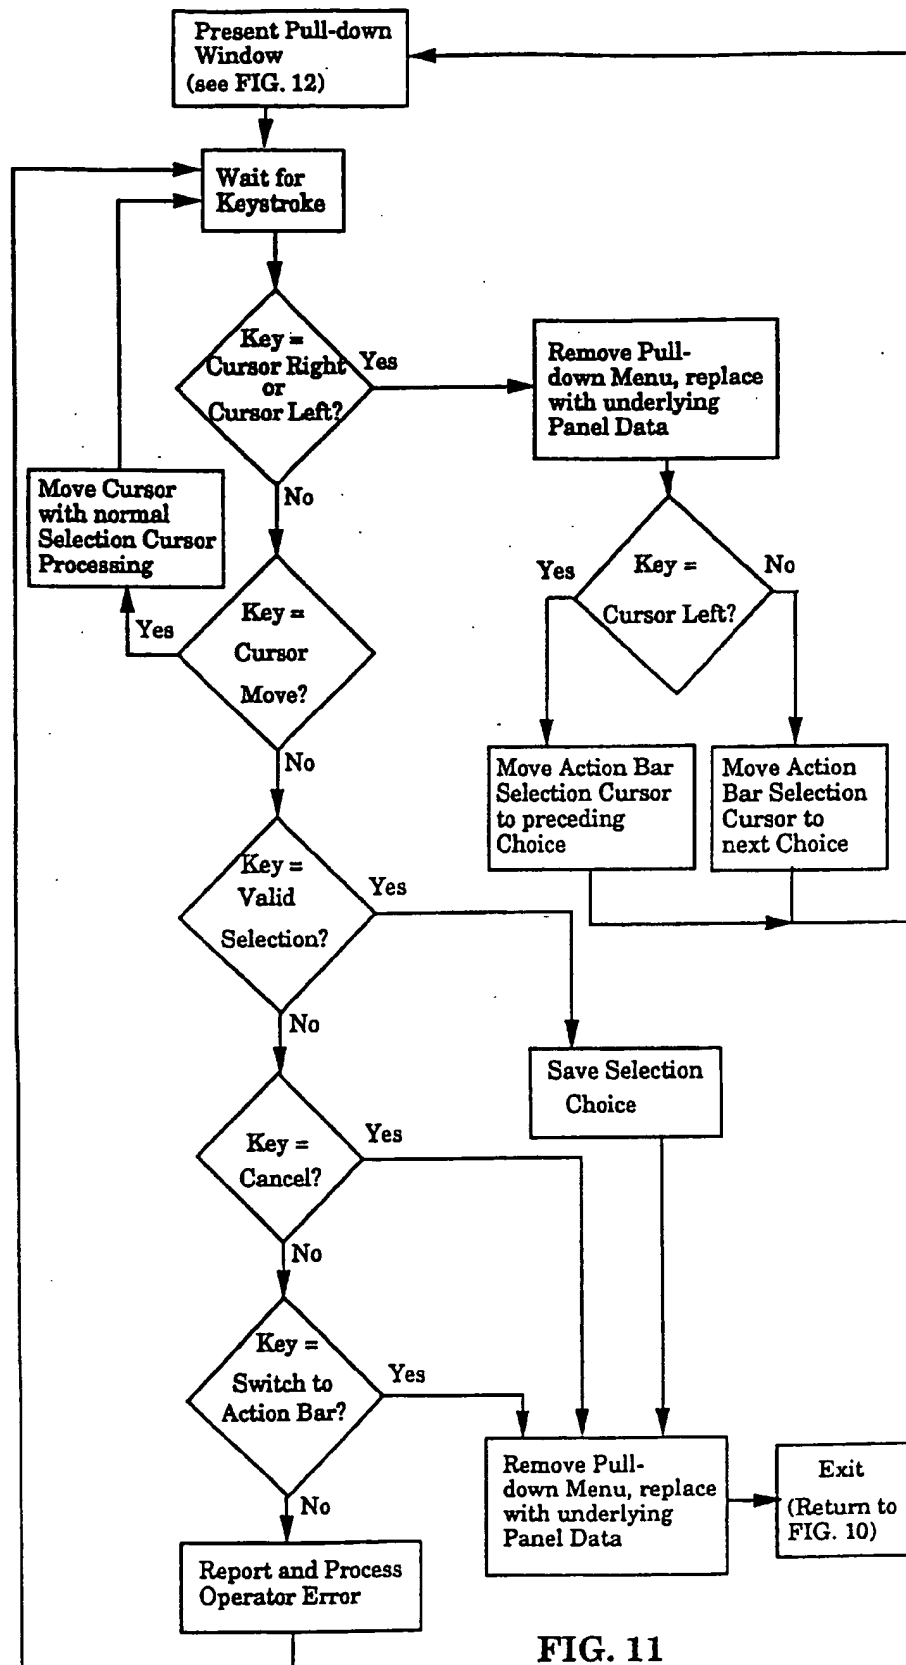 Present Pull-down
Window
(see FIG. 12)
Wait for
Keystroke
Key =
Cursor Right
or
Cursor Left?
Yes
No
Remove Pull-
down Menu, replace
with underlying
Panel Data
Move Cursor
with normal
Selection Cursor
Processing
Yes
Key =
Cursor
Move?
No
Yes
Key =
Cursor Left?
No
Move Action Bar
Selection Cursor
to preceding
Choice
Move Action
Bar Selection
Cursor to
next Choice
Key =
Valid
Selection?
Yes
No
Save Selection
Choice
Key =
Cancel?
Yes
No
Key =
Switch to
Action Bar?
Yes
No
Remove Pull-
down Menu, replace
with underlying
Panel Data
Exit
(Return to
FIG. 10)
Report and Process
Operator Error
FIG. 11